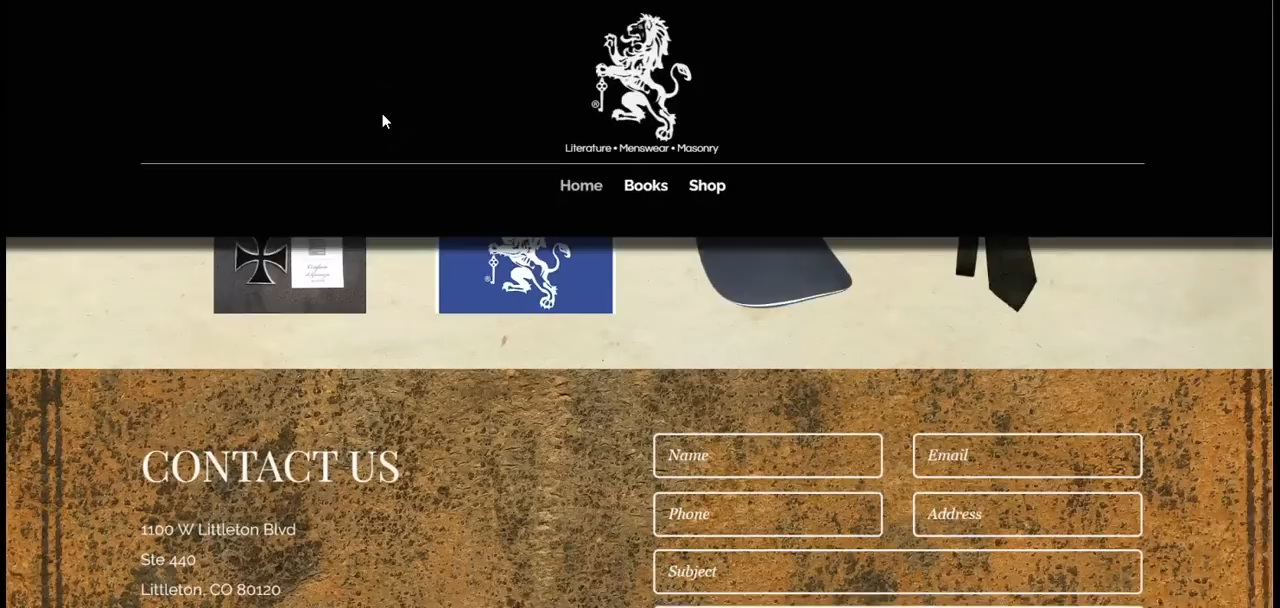 ®
Literature • Menswear • Masonry
Home Books Shop
®
CONTACT US
1100 W Littleton Blvd
Ste 440
Littleton, CO 80120
Name
Email
Phone
Address
Subject